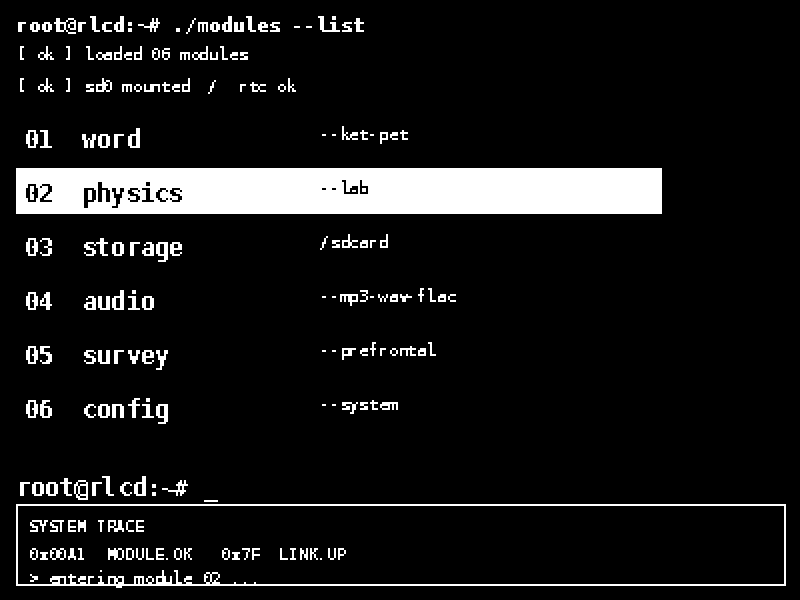 root@rlcd:~# ./modules --list
[ ok ] loaded 06 modules
[ ok ] sd0 mounted / rtc ok
01 word --ket-pet
02 physics --lab
03 storage /sdcard
04 audio --mp3-wav-flac
05 survey --prefrontal
06 config --system
root@rlcd:~# _
SYSTEM TRACE
0x00A1 MODULE.OK 0x7F LINK.UP
> entering module 02 ...